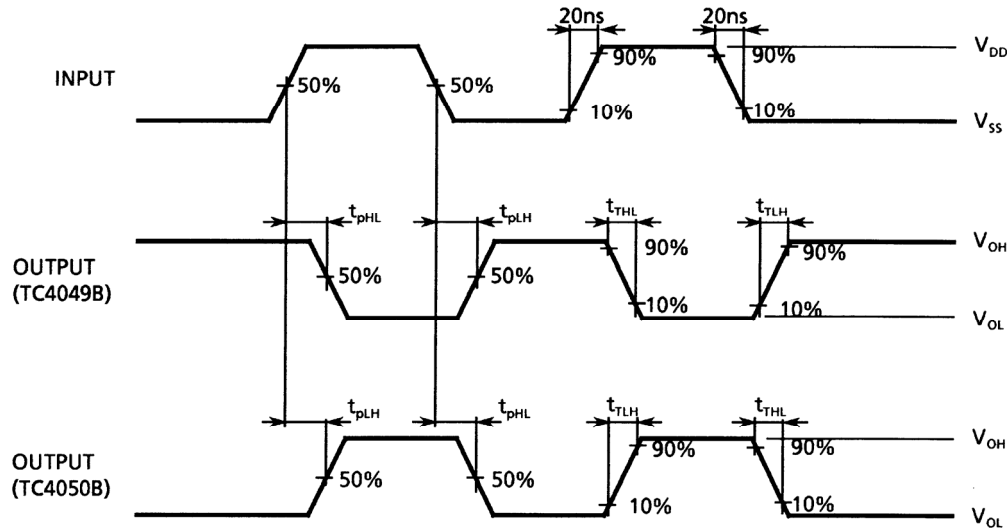 20ns 20ns
INPUT 50% 50% 90% 90% V_DD
10% 10% V_SS
t_pHL t_pLH t_THL t_TLH
OUTPUT
(TC4049B)
50% 50% 90% 90% V_OH
10% 10% V_OL
t_pLH t_pHL t_TLH t_THL
OUTPUT
(TC4050B)
50% 50% 90% 90% V_OH
10% 10% V_OL